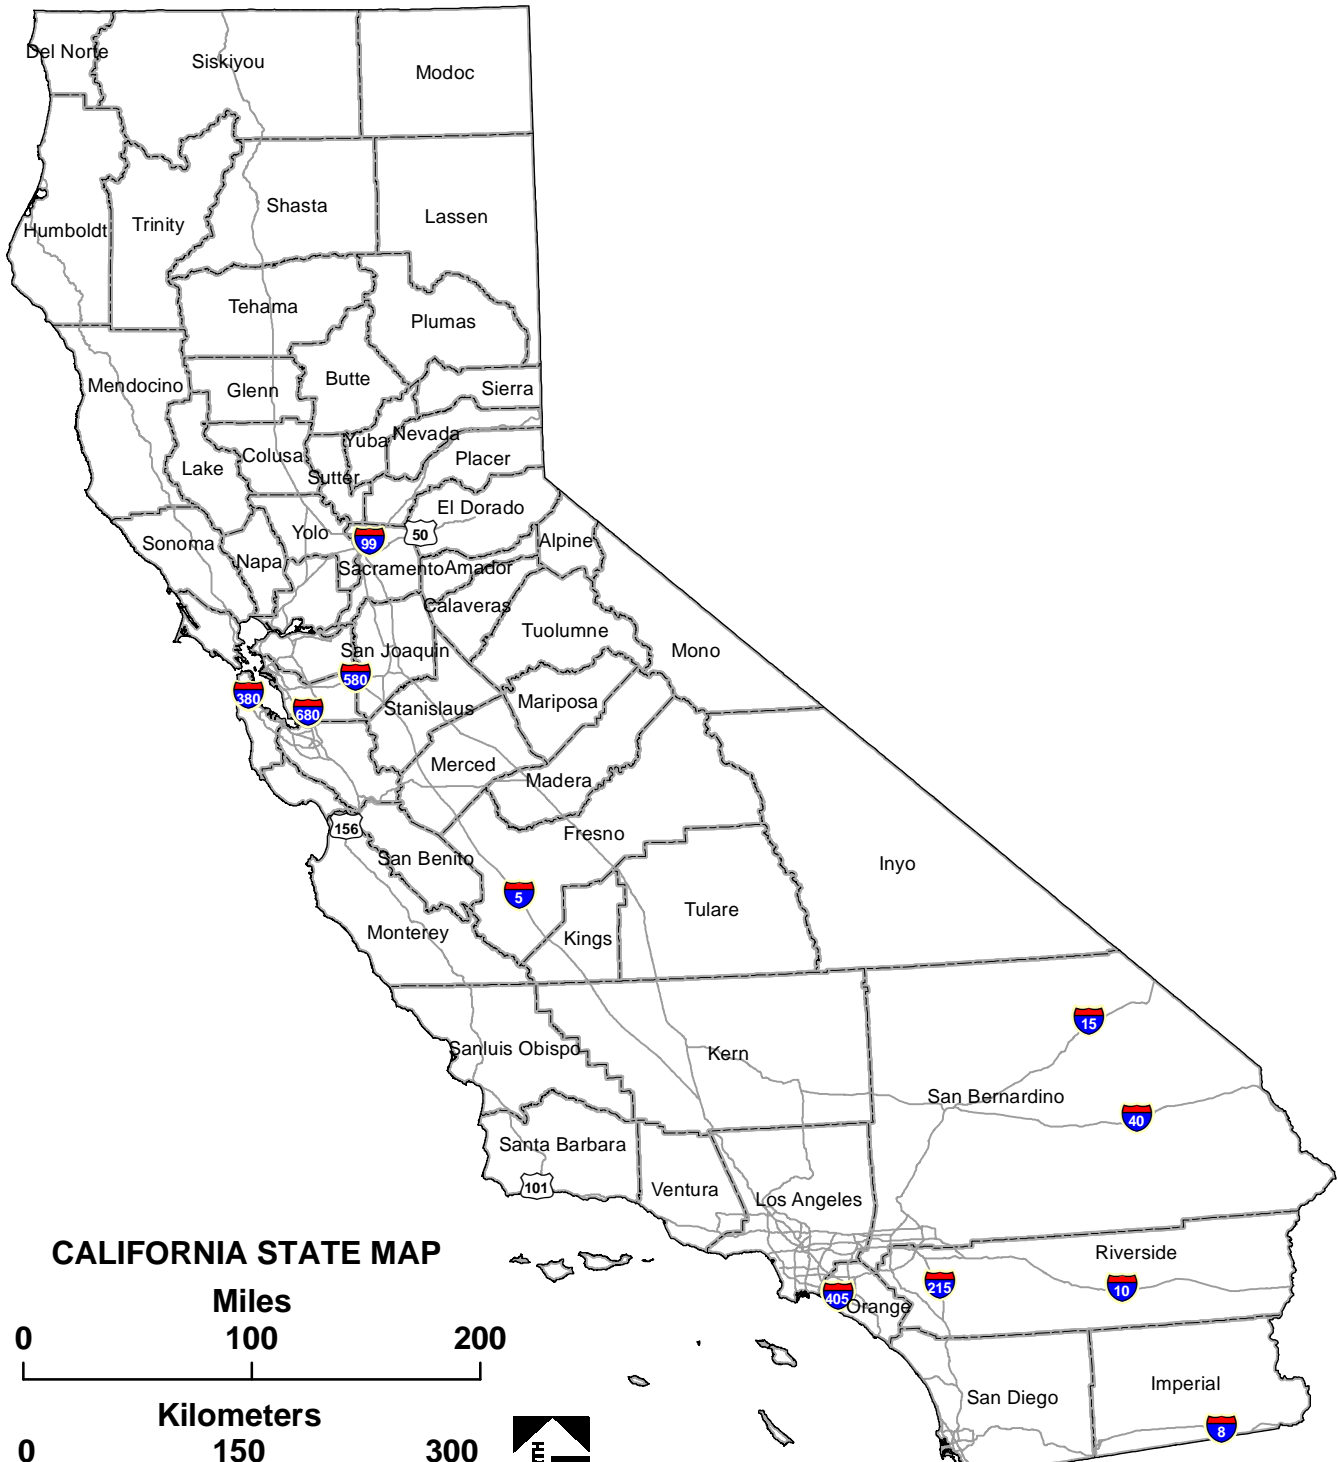 Del Norte
Siskiyou
Modoc
Humboldt
Trinity
Shasta
Lassen
Tehama
Plumas
Mendocino
Glenn
Butte
Sierra
Lake
Colusa
Sutter
Yuba
Nevada
Placer
El Dorado
Sonoma
Napa
Yolo
99
50
Alpine
Sacramento
Amador
Calaveras
Tuolumne
San Joaquin
Mono
380
580
680
Stanislaus
Mariposa
Merced
Madera
156
Fresno
San Benito
Inyo
5
Tulare
Monterey
Kings
15
Sanluis Obispo
Kern
San Bernardino
40
Santa Barbara
101
Ventura
Los Angeles
Riverside
405
Orange
215
10
San Diego
Imperial
8
CALIFORNIA STATE MAP
Miles
0 100 200
Kilometers
0 150 300